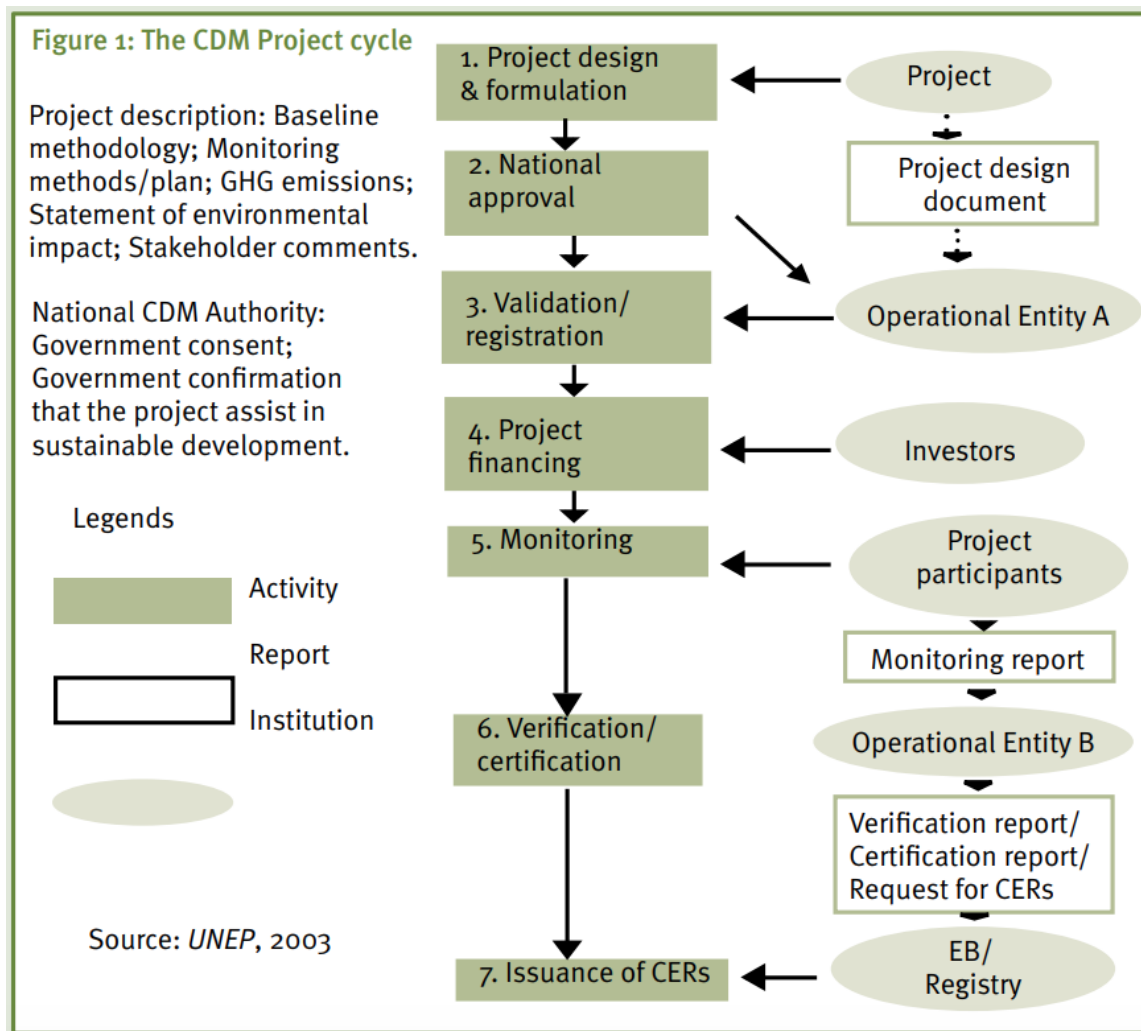 Figure 1: The CDM Project cycle
Project description: Baseline
methodology; Monitoring
methods/plan; GHG emissions;
Statement of environmental
impact; Stakeholder comments.
National CDM Authority:
Government consent;
Government confirmation
that the project assist in
sustainable development.
Legends
Activity
Report
Institution
Source: UNEP, 2003
1. Project design
& formulation
2. National
approval
3. Validation/
registration
4. Project
financing
5. Monitoring
6. Verification/
certification
7. Issuance of CERs
Project
Project design
document
Operational Entity A
Investors
Project
participants
Monitoring report
Operational Entity B
Verification report/
Certification report/
Request for CERs
EB/
Registry